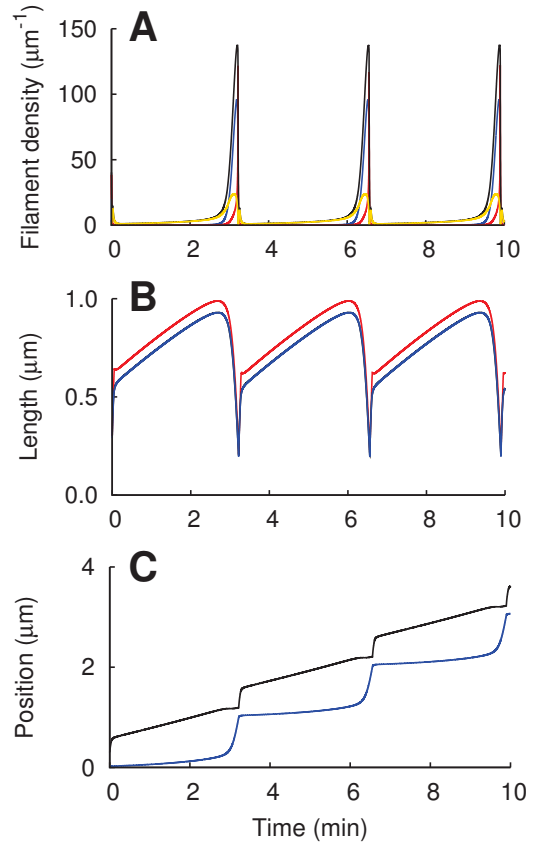 A
Filament density (μm⁻¹)
150
100
50
0
0 2 4 6 8 10
B
Length (μm)
1.0
0.5
0.0
0 2 4 6 8 10
C
Position (μm)
4
2
0
0 2 4 6 8 10
Time (min)